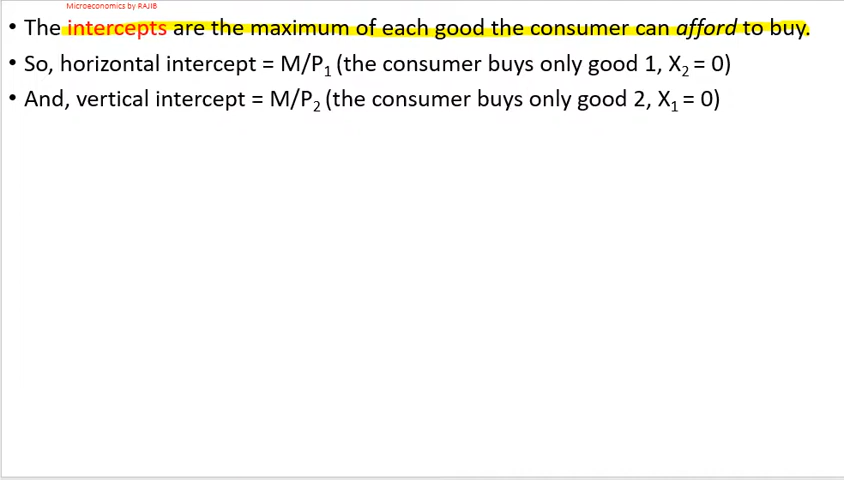 Microeconomics by RAJIB
• The intercepts are the maximum of each good the consumer can afford to buy.
• So, horizontal intercept = M/P₁ (the consumer buys only good 1, X₂ = 0)
• And, vertical intercept = M/P₂ (the consumer buys only good 2, X₁ = 0)